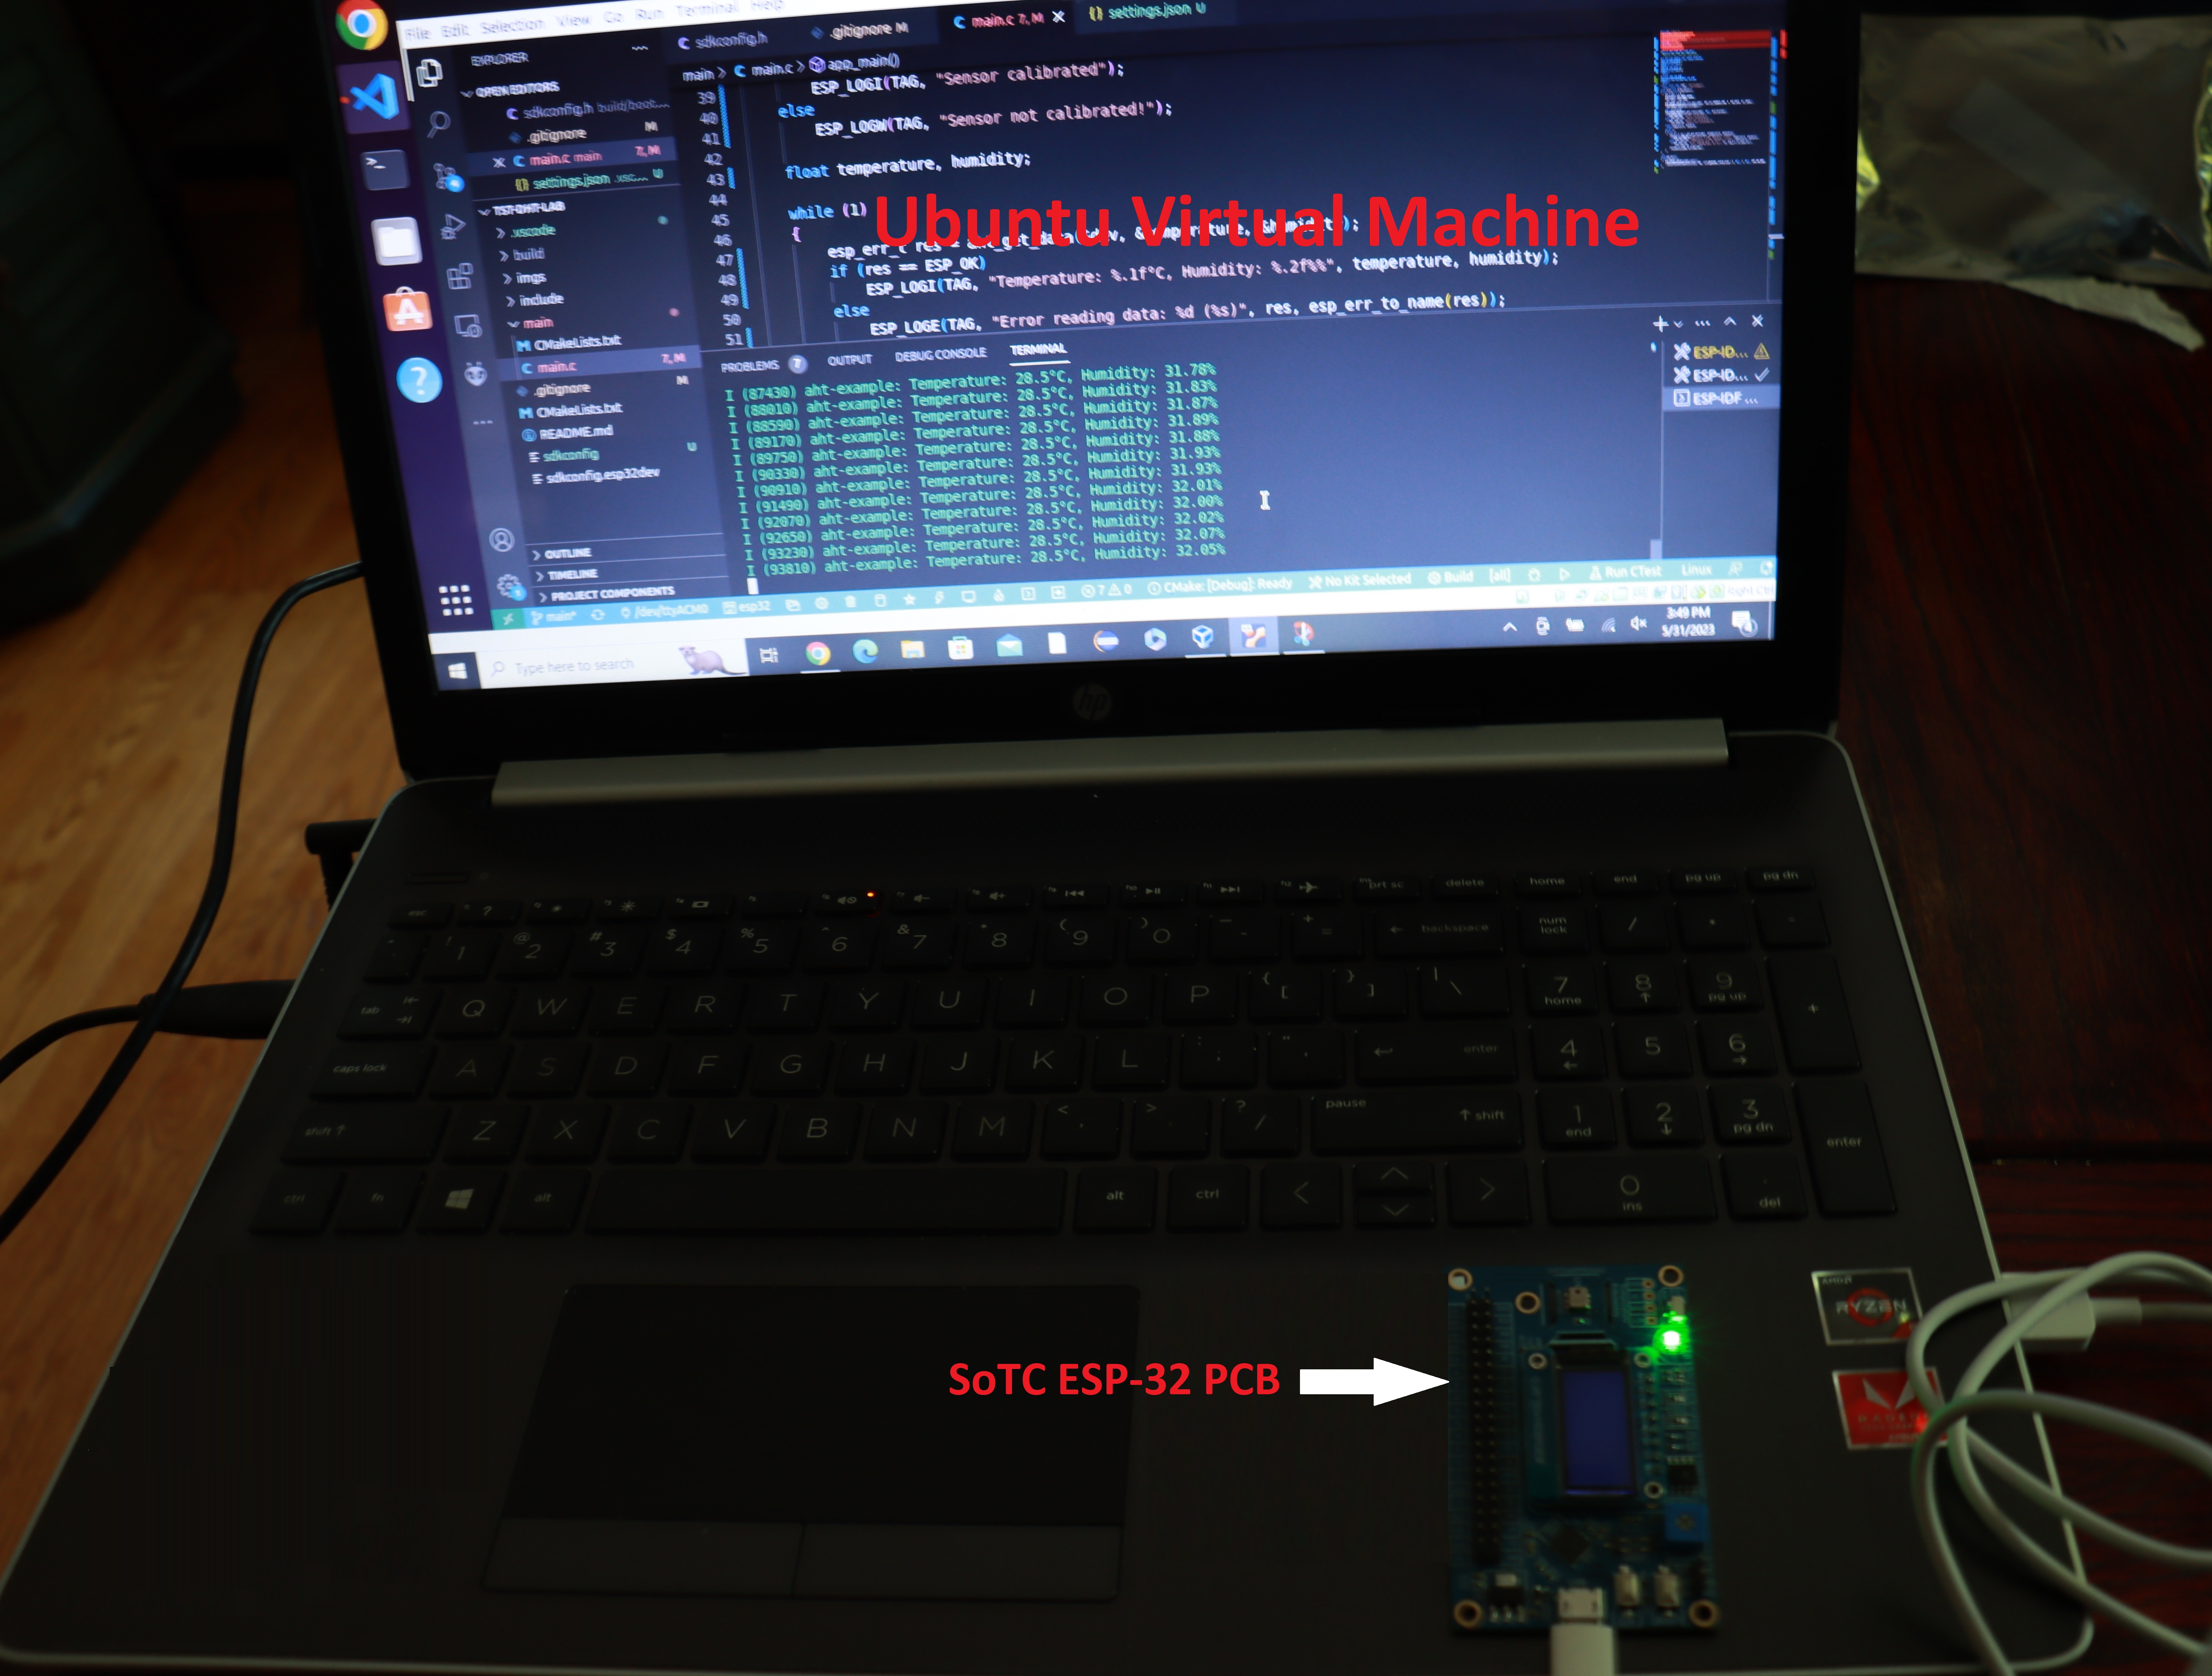 File Edit Selection View Go Run Terminal Help
EXPLORER
OPEN EDITORS
sdkconfig.h build/boot...
.gitignore M
main.c main 7, M
settings.json .vsc... U
TST-DHT-LAB
.vscode
build
imgs
include
main
CMakeLists.txt
main.c 7, M
.gitignore M
CMakeLists.txt
README.md
sdkconfig U
sdkconfig.esp32dev
OUTLINE
TIMELINE
PROJECT COMPONENTS
sdkconfig.h .gitignore M main.c 7, M settings.json U
main > main.c > app_main()
39 ESP_LOGI(TAG, "Sensor calibrated");
40 else
41 ESP_LOGW(TAG, "Sensor not calibrated!");
42
43 float temperature, humidity;
44
45 while (1)
46 {
47 esp_err_t res = aht_get_data(&dev, &temperature, &humidity);
48 if (res == ESP_OK)
49 ESP_LOGI(TAG, "Temperature: %.1f°C, Humidity: %.2f%%", temperature, humidity);
50 else
51 ESP_LOGE(TAG, "Error reading data: %d (%s)", res, esp_err_to_name(res));
Ubuntu Virtual Machine
PROBLEMS 7 OUTPUT DEBUG CONSOLE TERMINAL
ESP-ID...
ESP-ID...
ESP-IDF ...
I (87430) aht-example: Temperature: 28.5°C, Humidity: 31.78%
I (88010) aht-example: Temperature: 28.5°C, Humidity: 31.83%
I (88590) aht-example: Temperature: 28.5°C, Humidity: 31.87%
I (89170) aht-example: Temperature: 28.5°C, Humidity: 31.89%
I (89750) aht-example: Temperature: 28.5°C, Humidity: 31.88%
I (90330) aht-example: Temperature: 28.5°C, Humidity: 31.93%
I (90910) aht-example: Temperature: 28.5°C, Humidity: 31.93%
I (91490) aht-example: Temperature: 28.5°C, Humidity: 32.01%
I (92070) aht-example: Temperature: 28.5°C, Humidity: 32.00%
I (92650) aht-example: Temperature: 28.5°C, Humidity: 32.02%
I (93230) aht-example: Temperature: 28.5°C, Humidity: 32.07%
I (93810) aht-example: Temperature: 28.5°C, Humidity: 32.05%
main* /dev/ttyACM0 esp32 7 0 CMake: [Debug]: Ready No Kit Selected Build [all] Run CTest Linux
Right Ctrl
Type here to search
3:49 PM
5/31/2023
hp
esc prt sc delete home end pg up pg dn
! 1 @ 2 # 3 $ 4 % 5 ^ 6 & 7 * 8 ( 9 ) 0 - + = backspace num lock / *
tab Q W E R T Y U I O P { [ } ] | \ 7 home 8 9 pg up +
caps lock A S D F G H J K L : ; " ' enter 4 5 6
shift Z X C V B N M < , > . ? / pause shift 1 end 2 3 pg dn enter
ctrl fn alt alt ctrl 0 ins . del
SoTC ESP-32 PCB
AMD
RYZEN
RADEON